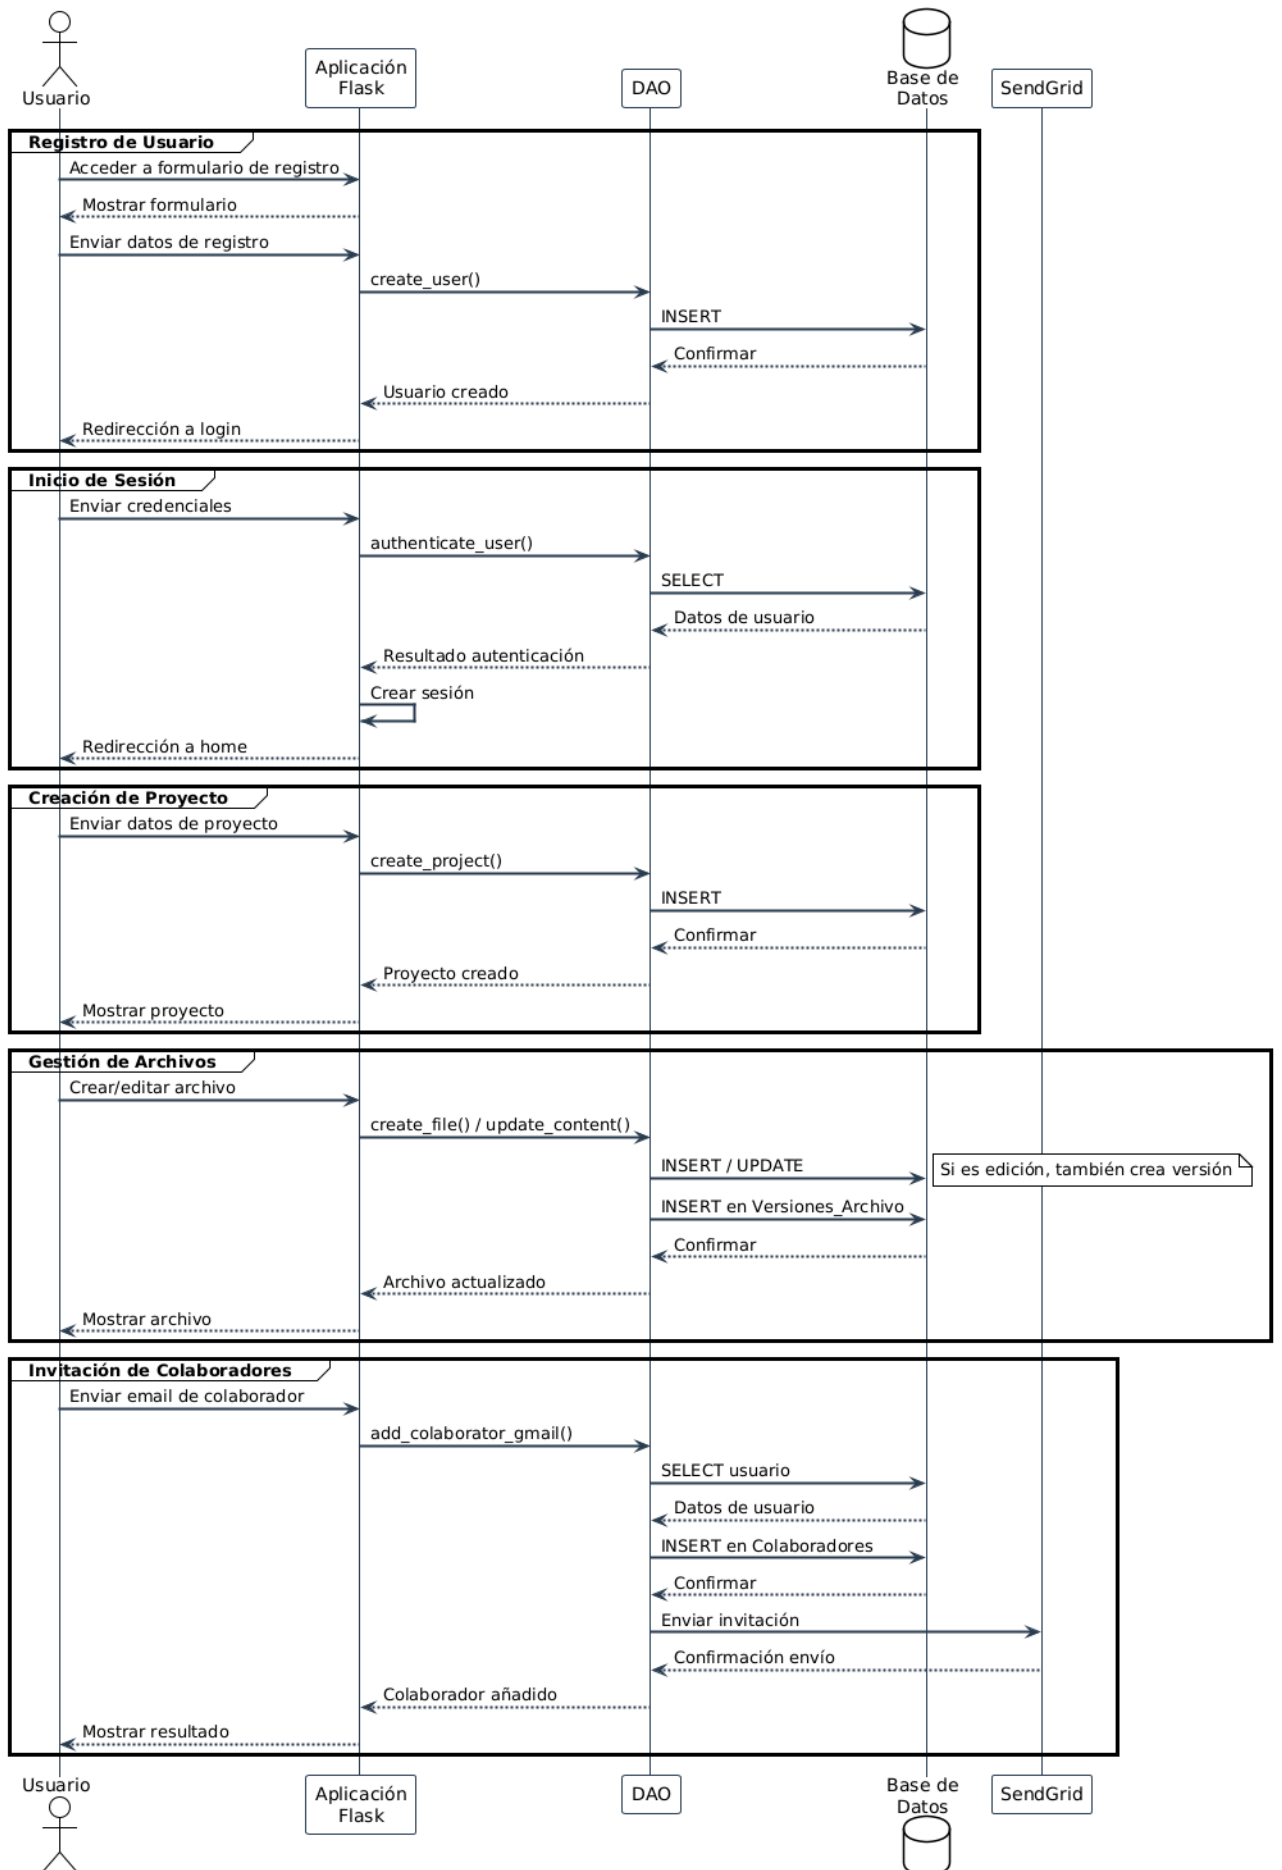 Usuario
Aplicación
Flask
DAO
Base de
Datos
SendGrid
Registro de Usuario
Acceder a formulario de registro
Mostrar formulario
Enviar datos de registro
create_user()
INSERT
Confirmar
Usuario creado
Redirección a login
Inicio de Sesión
Enviar credenciales
authenticate_user()
SELECT
Datos de usuario
Resultado autenticación
Crear sesión
Redirección a home
Creación de Proyecto
Enviar datos de proyecto
create_project()
INSERT
Confirmar
Proyecto creado
Mostrar proyecto
Gestión de Archivos
Crear/editar archivo
create_file() / update_content()
INSERT / UPDATE
Si es edición, también crea versión
INSERT en Versiones_Archivo
Confirmar
Archivo actualizado
Mostrar archivo
Invitación de Colaboradores
Enviar email de colaborador
add_colaborator_gmail()
SELECT usuario
Datos de usuario
INSERT en Colaboradores
Confirmar
Enviar invitación
Confirmación envío
Colaborador añadido
Mostrar resultado
Usuario
Aplicación
Flask
DAO
Base de
Datos
SendGrid